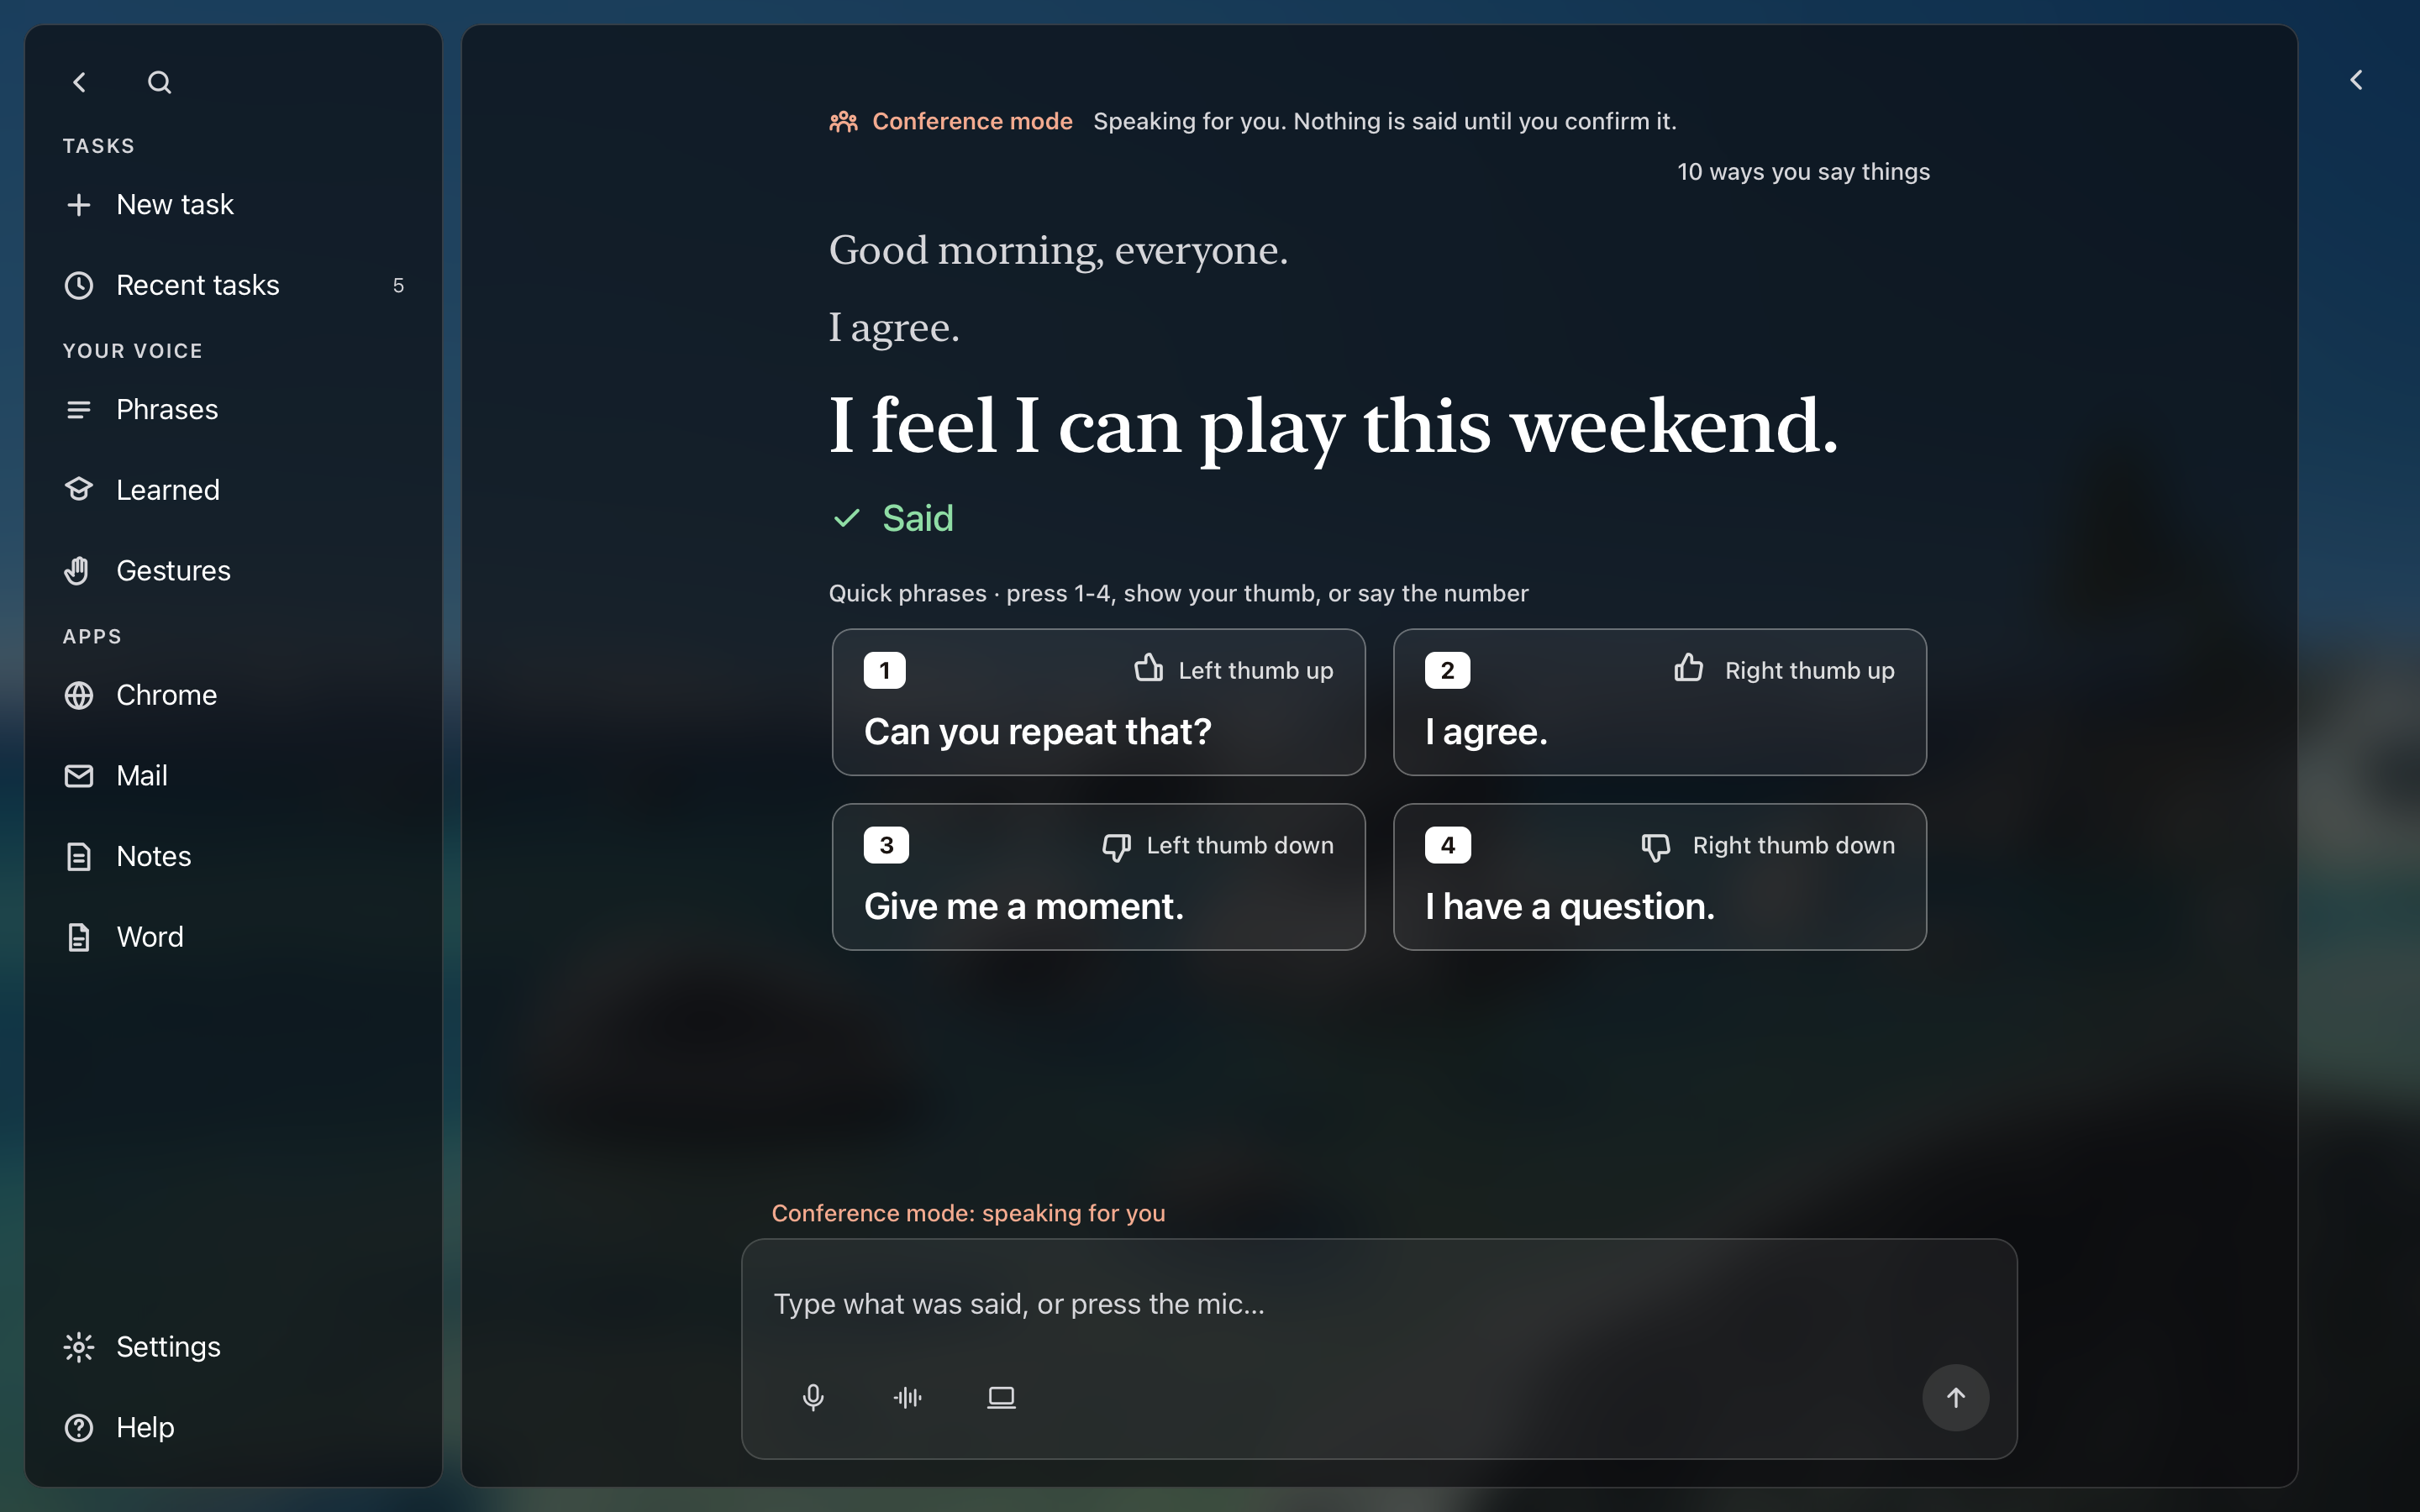 TASKS
New task
Recent tasks 5
YOUR VOICE
Phrases
Learned
Gestures
APPS
Chrome
Mail
Notes
Word
Settings
Help
Conference mode Speaking for you. Nothing is said until you confirm it.
10 ways you say things
Good morning, everyone.
I agree.
I feel I can play this weekend.
Said
Quick phrases · press 1-4, show your thumb, or say the number
1 Left thumb up
Can you repeat that?
2 Right thumb up
I agree.
3 Left thumb down
Give me a moment.
4 Right thumb down
I have a question.
Conference mode: speaking for you
Type what was said, or press the mic...